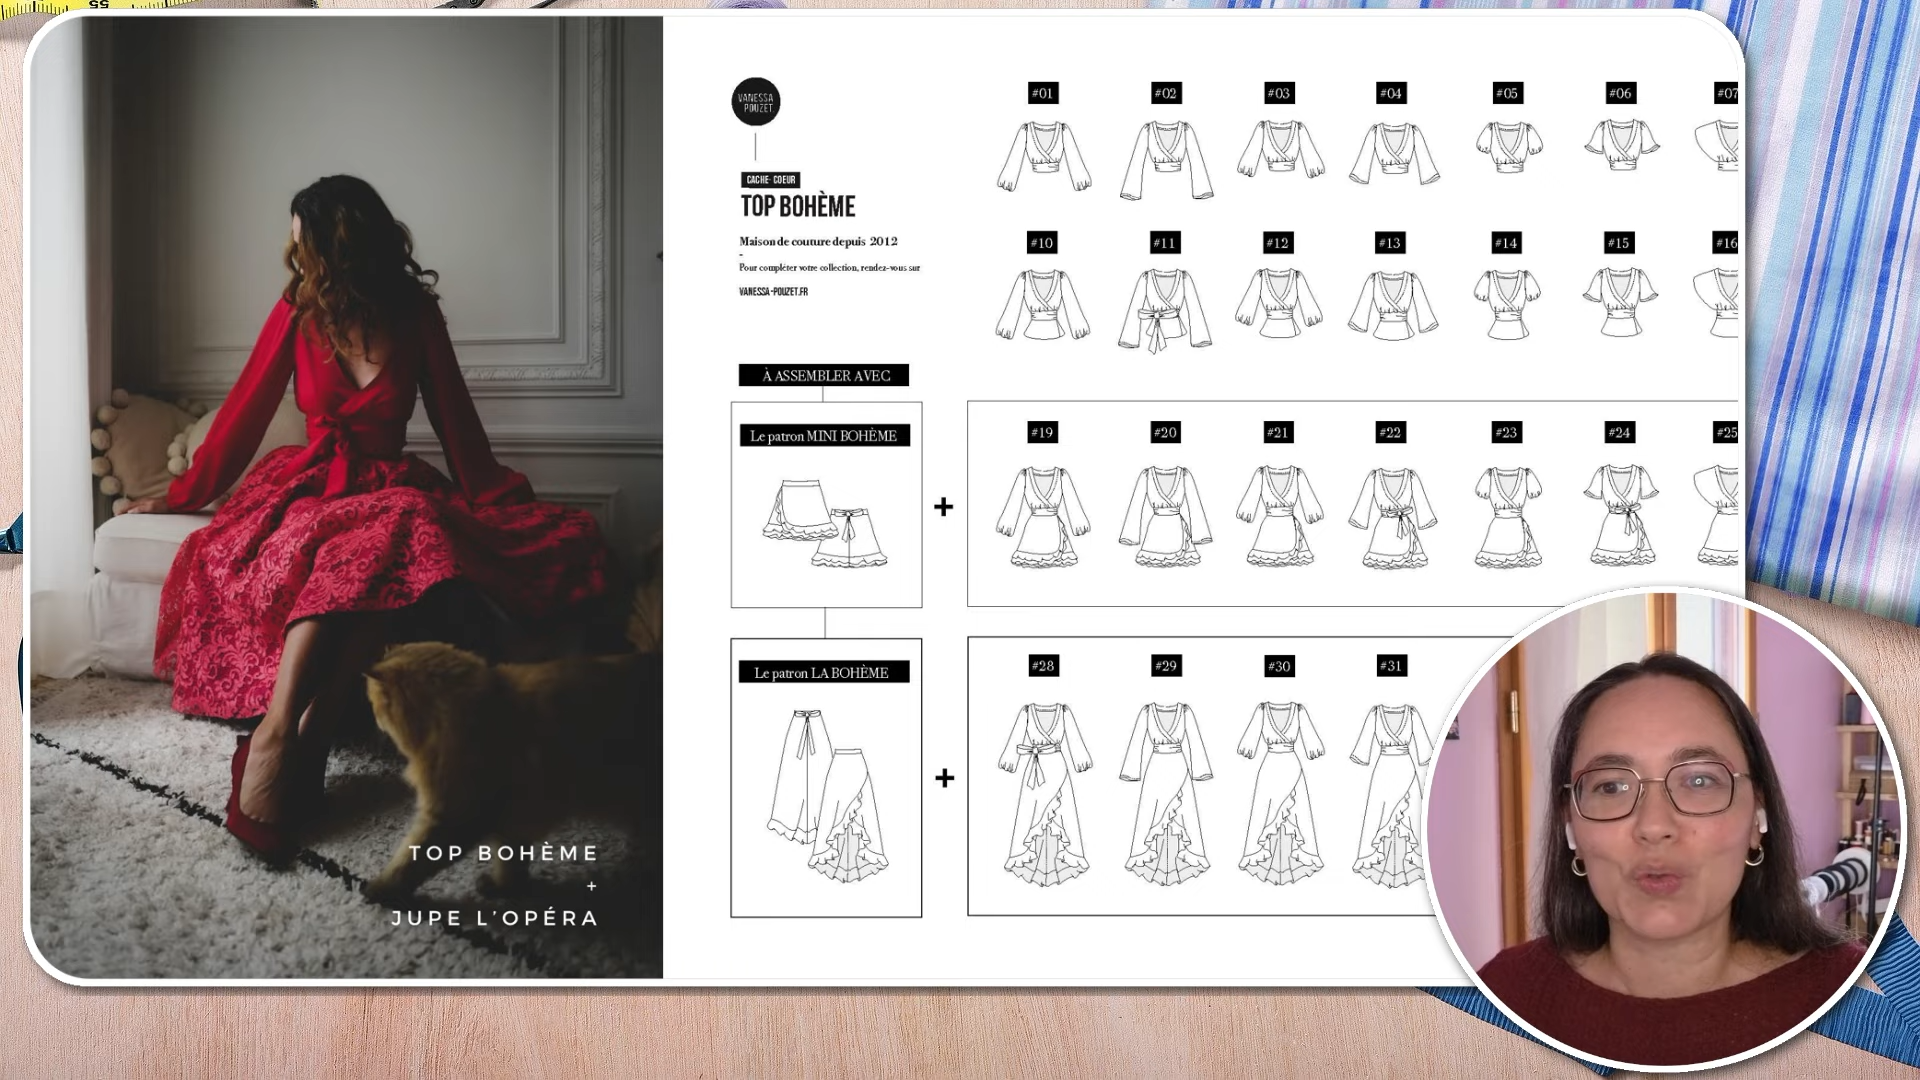 55
TOP BOHÈME
+
JUPE L'OPÉRA
VANESSA
POUZET
CACHE-COEUR
TOP BOHÈME
Maison de couture depuis 2012
-
Pour compléter votre collection, rendez-vous sur
VANESSA-POUZET.FR
#01 #02 #03 #04 #05 #06 #07
#10 #11 #12 #13 #14 #15 #16
À ASSEMBLER AVEC
Le patron MINI BOHÈME
+
#19 #20 #21 #22 #23 #24 #25
Le patron LA BOHÈME
+
#28 #29 #30 #31